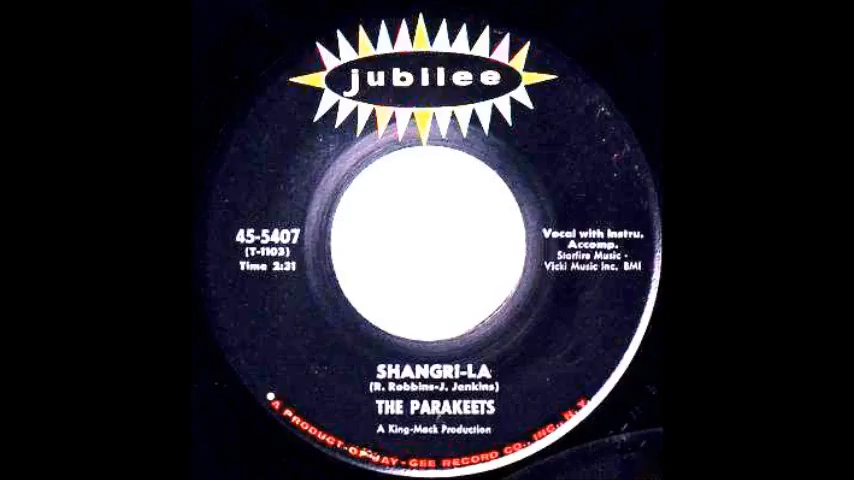 jubilee
45-5407
(T-1103)
Time 2:31
Vocal with Instru.
Accomp.
Starfire Music -
Vicki Music Inc. BMI
SHANGRI-LA
(R. Robbins-J. Jenkins)
THE PARAKEETS
A King-Mack Production
A PRODUCT OF JAY-GEE RECORD CO., INC., N.Y.